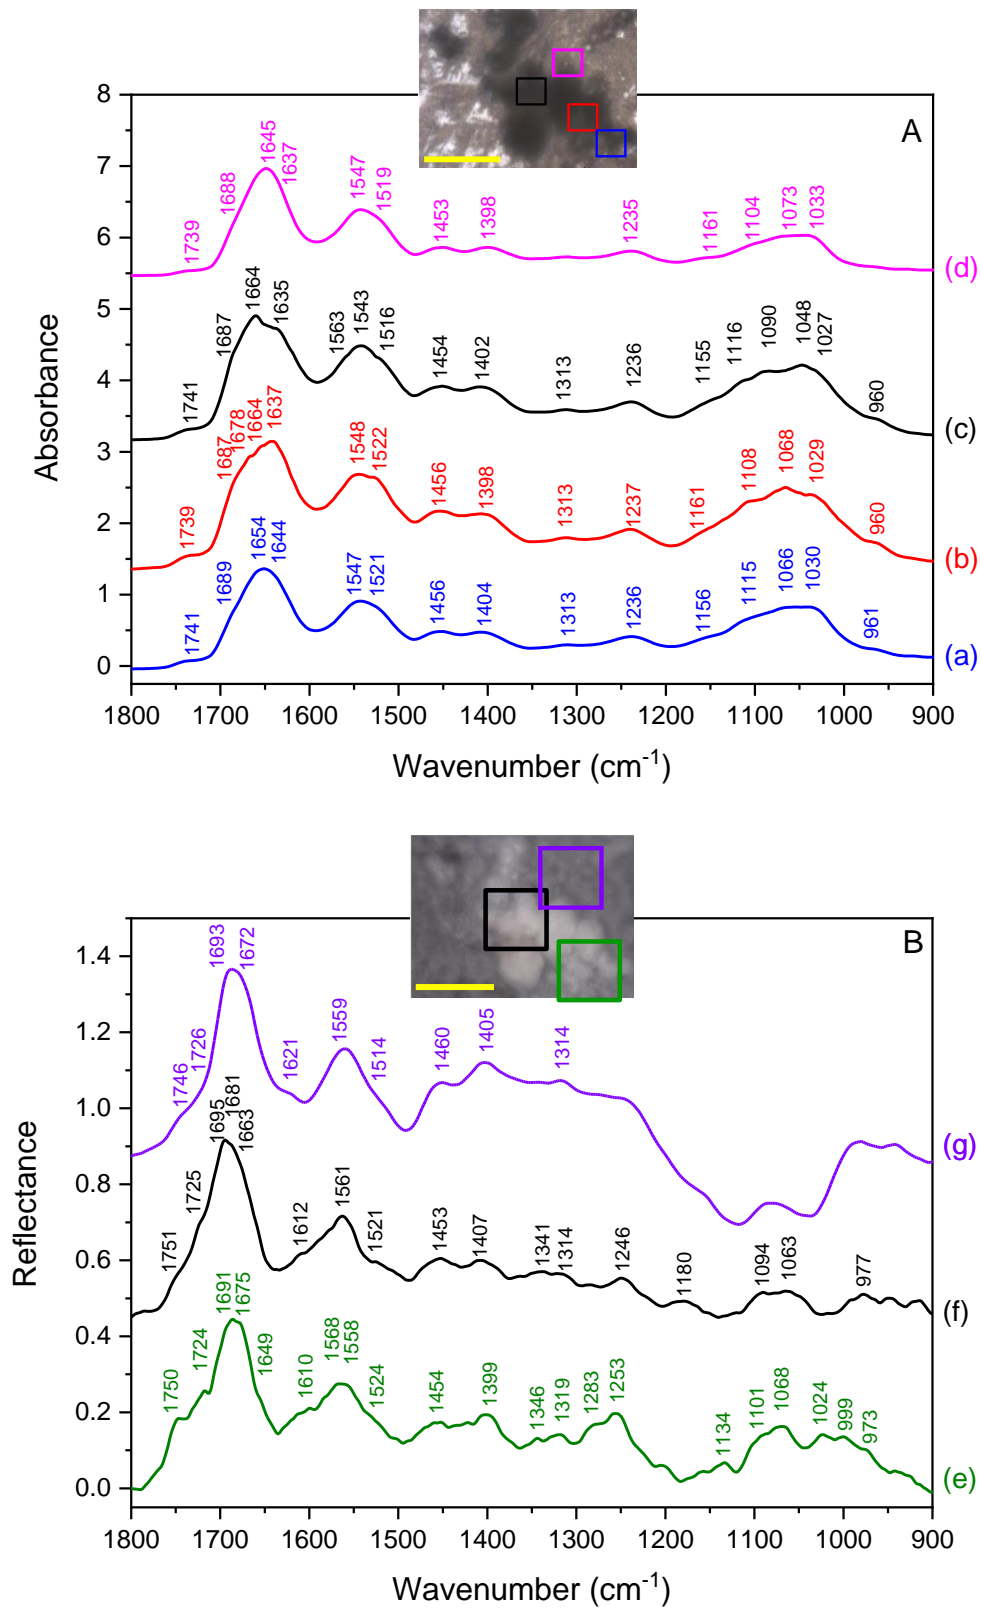 A
8
7
6
5
4
3
2
1
0
Absorbance
1739 1688 1645 1637 1547 1519 1453 1398 1235 1161 1104 1073 1033
(d)
1741 1687 1664 1635 1563 1543 1516 1454 1402 1313 1236 1155 1116 1090 1048 1027 960
(c)
1739 1687 1678 1664 1637 1548 1522 1456 1398 1313 1237 1161 1108 1068 1029 960
(b)
1741 1689 1654 1644 1547 1521 1456 1404 1313 1236 1156 1115 1066 1030 961
(a)
1800 1700 1600 1500 1400 1300 1200 1100 1000 900
Wavenumber (cm⁻¹)
B
1.4
1.2
1.0
0.8
0.6
0.4
0.2
0.0
Reflectance
1746 1726 1693 1672 1621 1559 1514 1460 1405 1314
(g)
1751 1725 1695 1681 1663 1612 1561 1521 1453 1407 1341 1314 1246 1180 1094 1063 977
(f)
1750 1724 1691 1675 1649 1610 1568 1558 1524 1454 1399 1346 1319 1283 1253 1134 1101 1068 1024 999 973
(e)
1800 1700 1600 1500 1400 1300 1200 1100 1000 900
Wavenumber (cm⁻¹)